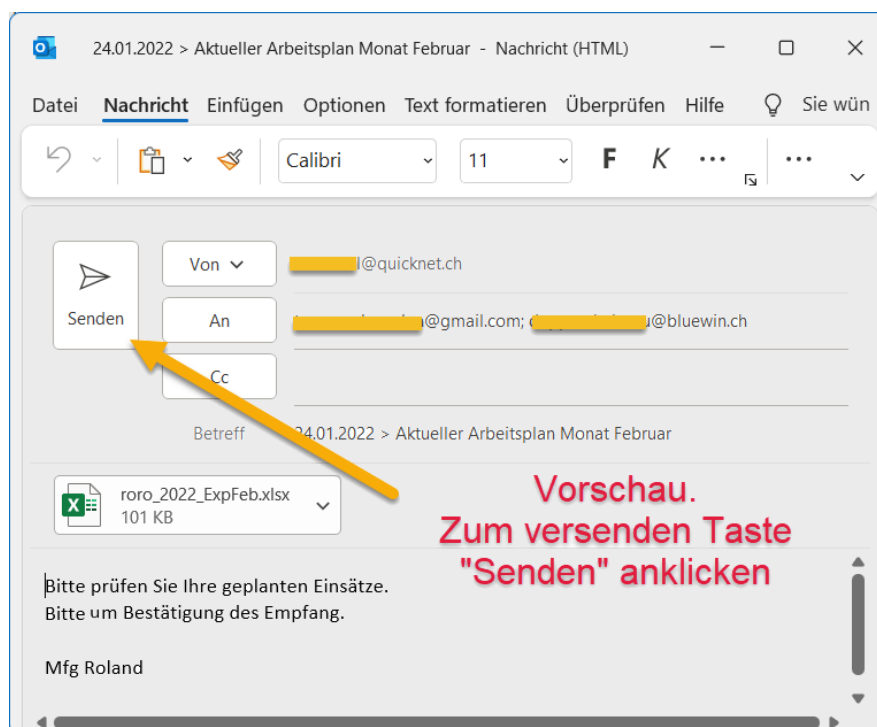 24.01.2022 > Aktueller Arbeitsplan Monat Februar - Nachricht (HTML)
Datei Nachricht Einfügen Optionen Text formatieren Überprüfen Hilfe Sie wün
Calibri 11 F K ...
Senden
Von l@quicknet.ch
An @gmail.com; u@bluewin.ch
Cc
Betreff 24.01.2022 > Aktueller Arbeitsplan Monat Februar
roro_2022_ExpFeb.xlsx
101 KB
Vorschau.
Zum versenden Taste
"Senden" anklicken
Bitte prüfen Sie Ihre geplanten Einsätze.
Bitte um Bestätigung des Empfang.
Mfg Roland